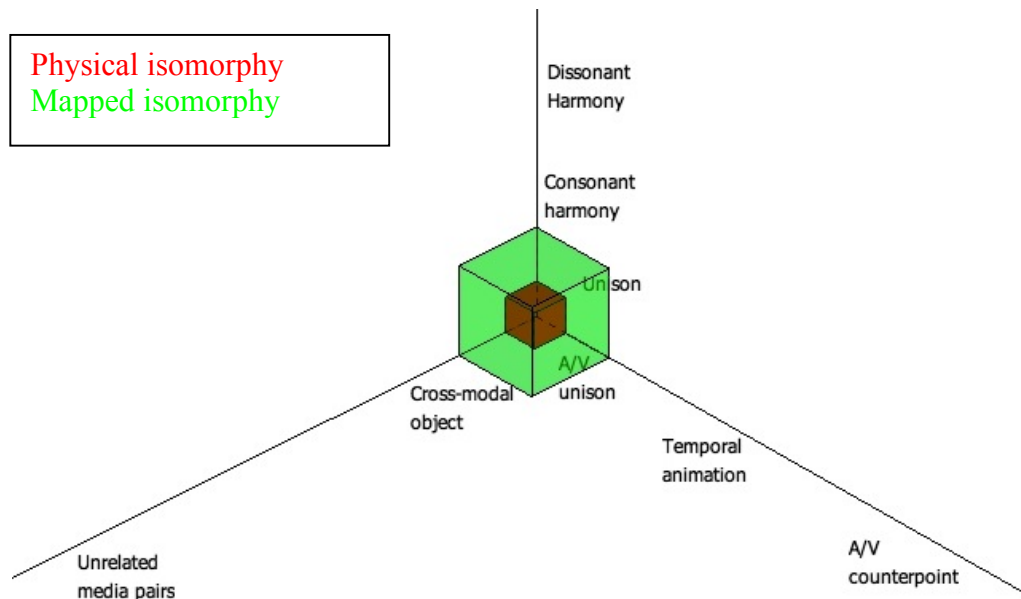 Physical isomorphy
Mapped isomorphy
Dissonant
Harmony
Consonant
harmony
Unison
A/V
unison
Cross-modal
object
Temporal
animation
A/V
counterpoint
Unrelated
media pairs